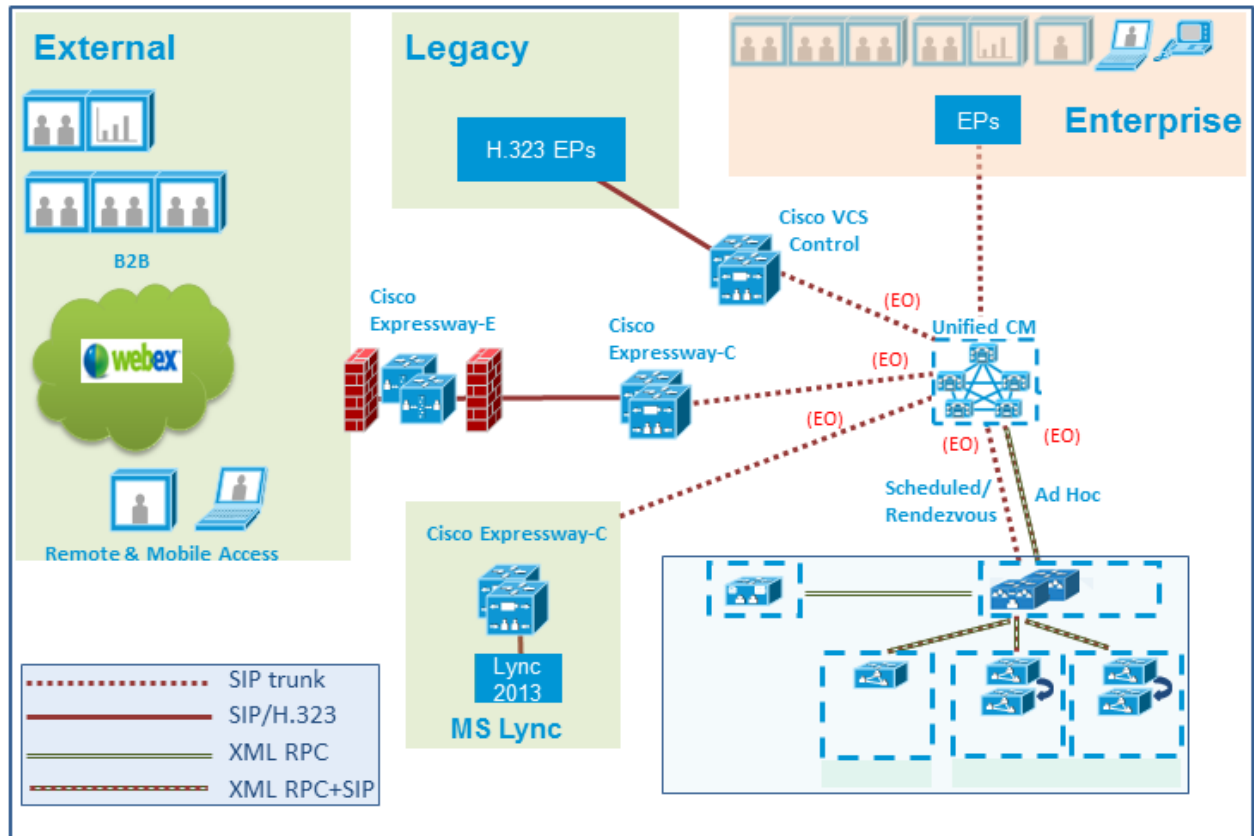 External
B2B
webex
Remote & Mobile Access
Legacy
H.323 EPs
EPs
Enterprise
Cisco VCS
Control
(EO)
Unified CM
Cisco
Expressway-E
Cisco
Expressway-C
(EO)
(EO)
(EO)
(EO)
Scheduled/
Rendezvous
Ad Hoc
Cisco Expressway-C
Lync
2013
MS Lync
SIP trunk
SIP/H.323
XML RPC
XML RPC+SIP